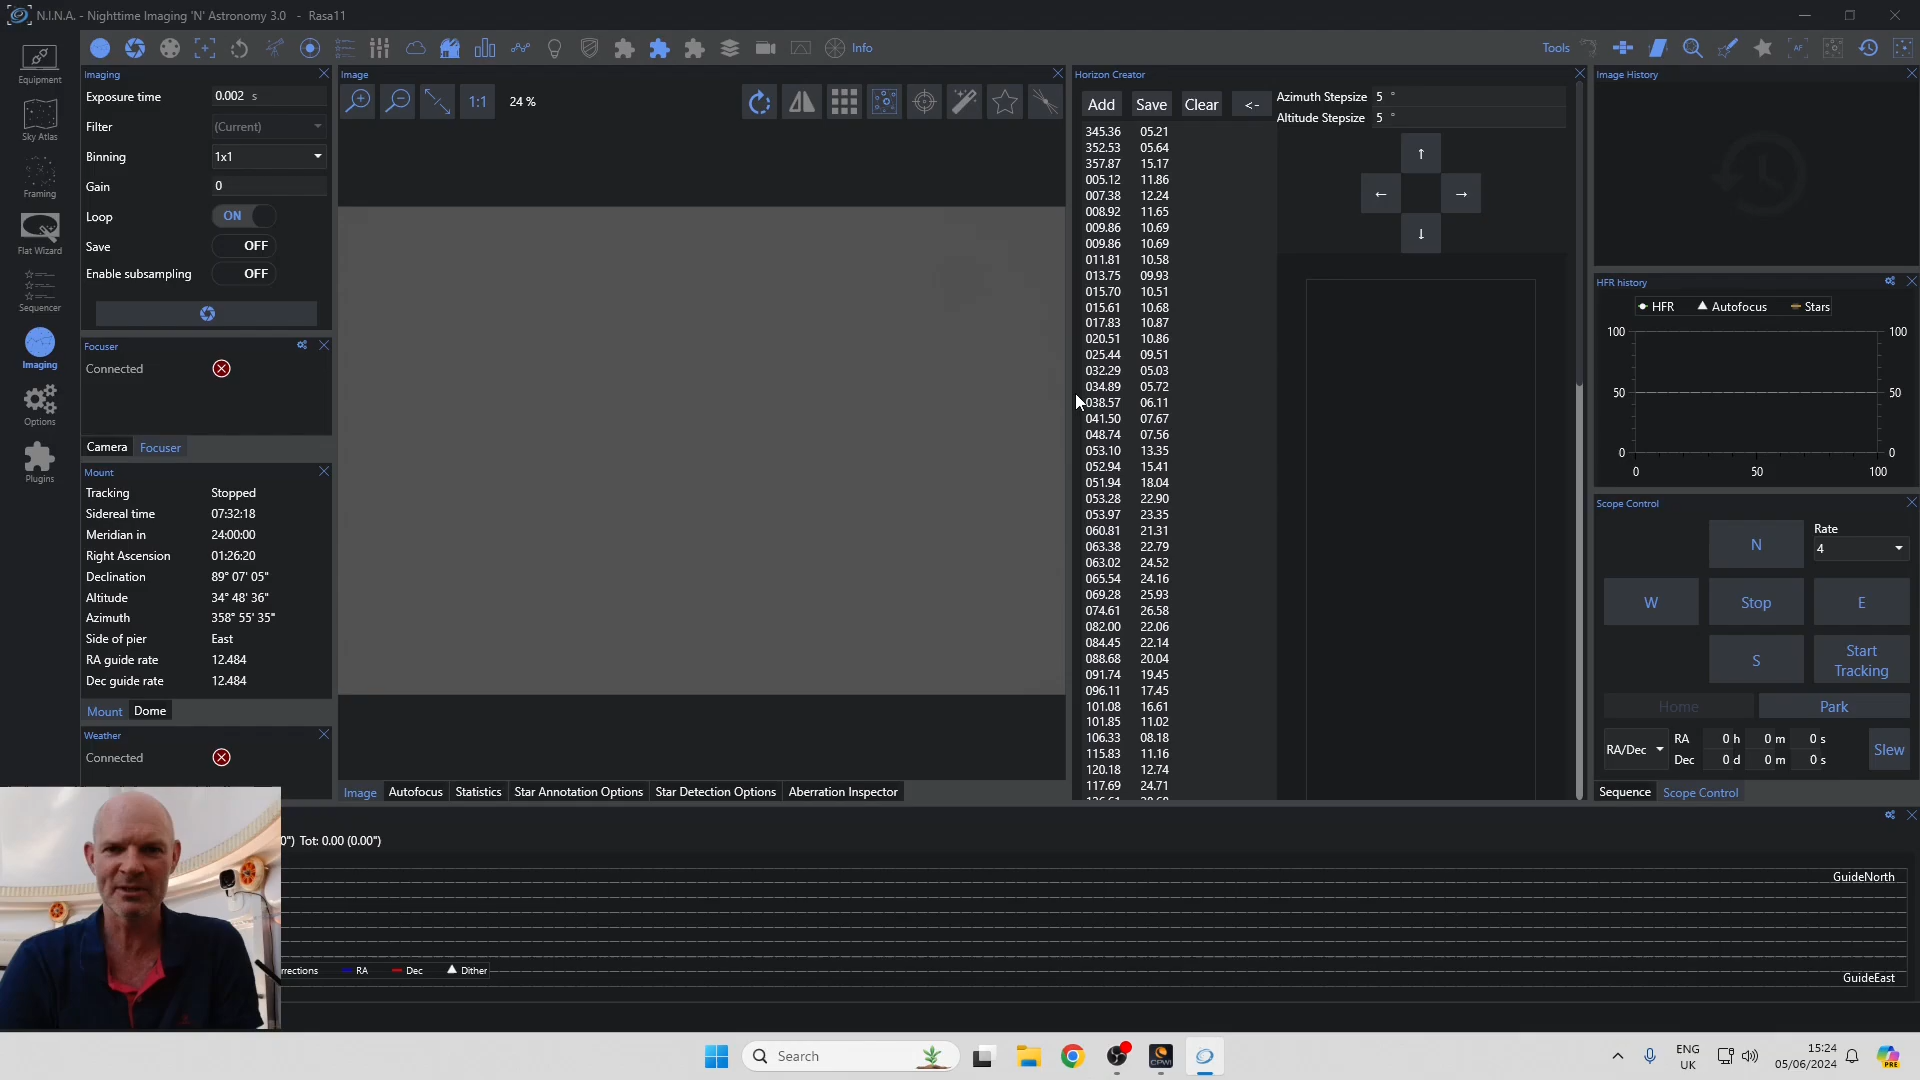 N.I.N.A. - Nighttime Imaging 'N' Astronomy 3.0 - Rasa11
Info
Tools
AF
Equipment
Sky Atlas
Framing
Flat Wizard
Sequencer
Imaging
Options
Plugins
Imaging
Exposure time 0.002 s
Filter (Current)
Binning 1x1
Gain 0
Loop ON
Save OFF
Enable subsampling OFF
Focuser
Connected
Camera Focuser
Mount
Tracking Stopped
Sidereal time 07:32:18
Meridian in 24:00:00
Right Ascension 01:26:20
Declination 89° 07' 05"
Altitude 34° 48' 36"
Azimuth 358° 55' 35"
Side of pier East
RA guide rate 12.484
Dec guide rate 12.484
Mount Dome
Weather
Connected
Image
1:1 24 %
Image Autofocus Statistics Star Annotation Options Star Detection Options Aberration Inspector
Horizon Creator
Add Save Clear <-
Azimuth Stepsize 5 °
Altitude Stepsize 5 °
↑
← →
↓
345.36 05.21
352.53 05.64
357.87 15.17
005.12 11.86
007.38 12.24
008.92 11.65
009.86 10.69
009.86 10.69
011.81 10.58
013.75 09.93
015.70 10.51
015.61 10.68
017.83 10.87
020.51 10.86
025.44 09.51
032.29 05.03
034.89 05.72
038.57 06.11
041.50 07.67
048.74 07.56
053.10 13.35
052.94 15.41
051.94 18.04
053.28 22.90
053.97 23.35
060.81 21.31
063.38 22.79
063.02 24.52
065.54 24.16
069.28 25.93
074.61 26.58
082.00 22.06
084.45 22.14
088.68 20.04
091.74 19.45
096.11 17.45
101.08 16.61
101.85 11.02
106.33 08.18
115.83 11.16
120.18 12.74
117.69 24.71
Image History
HFR history
HFR Autofocus Stars
100 100
50 50
0 0
0 50 100
Scope Control
N Rate
4
W Stop E
S Start Tracking
Home Park
RA/Dec RA 0 h 0 m 0 s
Dec 0 d 0 m 0 s
Slew
Sequence Scope Control
0") Tot: 0.00 (0.00")
GuideNorth
rrections RA Dec Dither
GuideEast
Search
CPWI
ENG
UK
15:24
05/06/2024
PRE